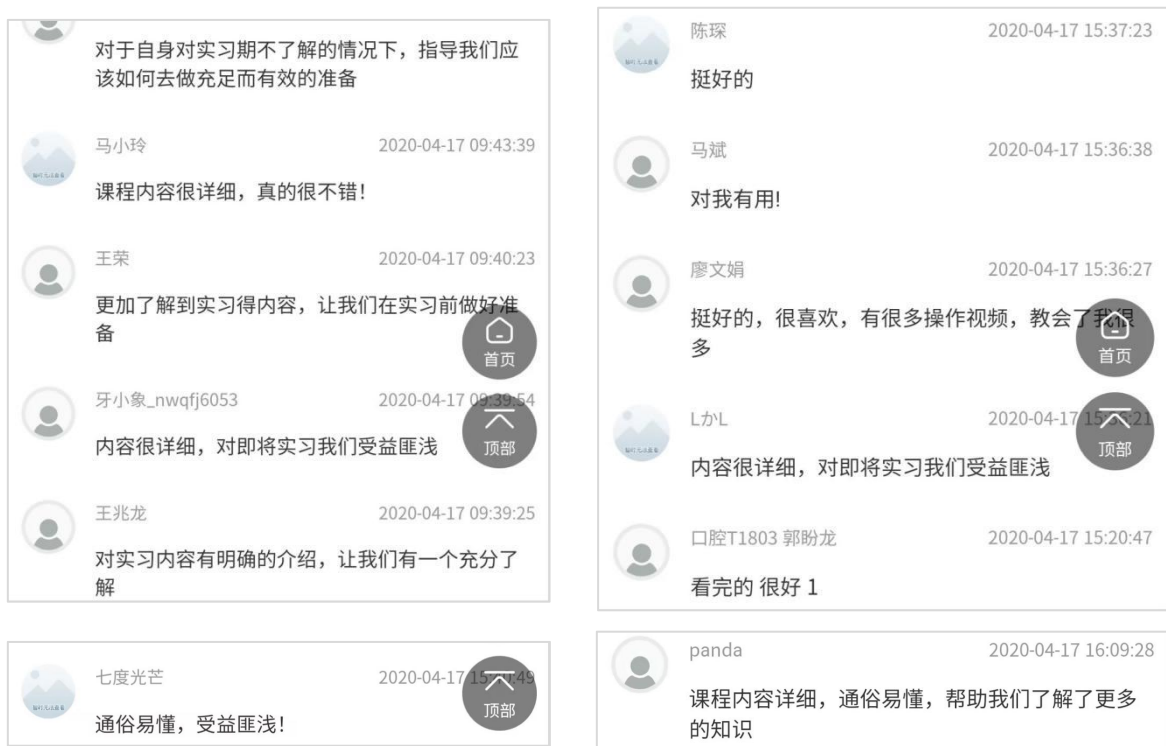 对于自身对实习期不了解的情况下，指导我们应
该如何去做充足而有效的准备
马小玲 2020-04-17 09:43:39
课程内容很详细，真的很不错！
王荣 2020-04-17 09:40:23
更加了解到实习得内容，让我们在实习前做好准
备
首页
牙小象_nwqfj6053 2020-04-17 09:39:54
内容很详细，对即将实习我们受益匪浅
顶部
王兆龙 2020-04-17 09:39:25
对实习内容有明确的介绍，让我们有一个充分了
解
七度光芒 2020-04-17
通俗易懂，受益匪浅！
顶部
陈琛 2020-04-17 15:37:23
挺好的
马斌 2020-04-17 15:36:38
对我有用!
廖文娟 2020-04-17 15:36:27
挺好的，很喜欢，有很多操作视频，教会了我很
多
首页
LかL 2020-04-17
内容很详细，对即将实习我们受益匪浅
顶部
口腔T1803 郭盼龙 2020-04-17 15:20:47
看完的 很好 1
panda 2020-04-17 16:09:28
课程内容详细，通俗易懂，帮助我们了解了更多
的知识